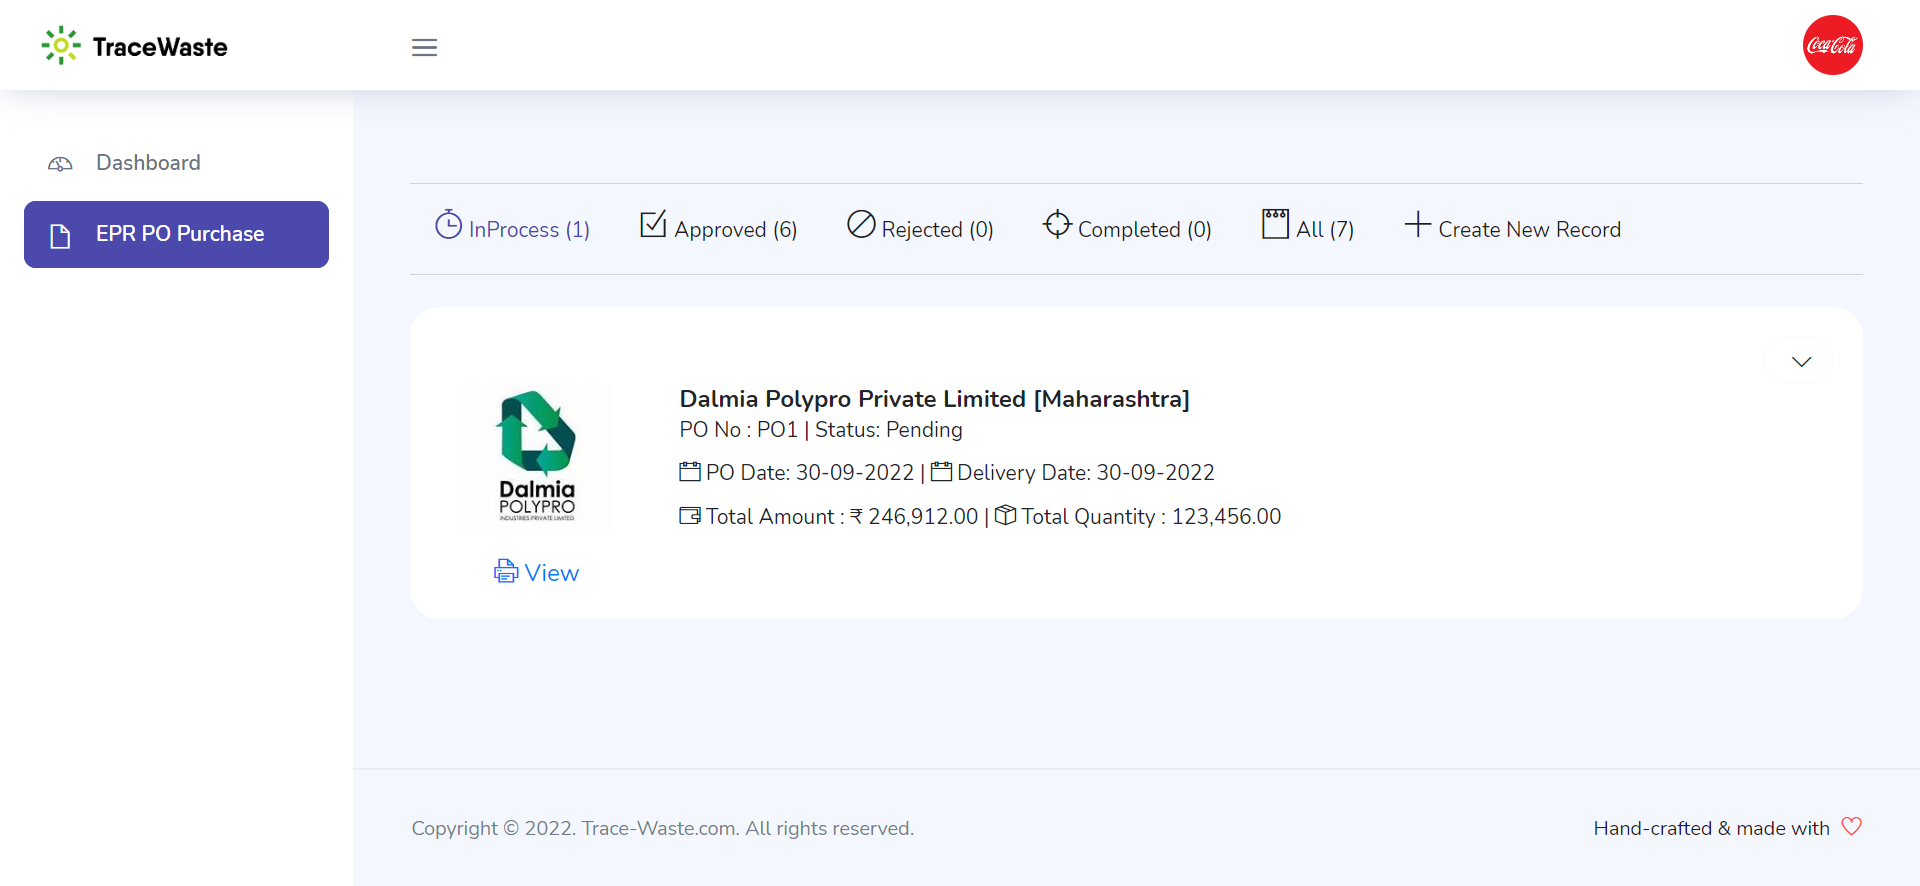 TraceWaste
Coca-Cola
Dashboard
EPR PO Purchase
InProcess (1) Approved (6) Rejected (0) Completed (0) All (7) Create New Record
Dalmia Polypro Private Limited [Maharashtra]
PO No : PO1 | Status: Pending
PO Date: 30-09-2022 | Delivery Date: 30-09-2022
Total Amount : ₹ 246,912.00 | Total Quantity : 123,456.00
Dalmia
POLYPRO
INDUSTRIES PRIVATE LIMITED
View
Copyright © 2022. Trace-Waste.com. All rights reserved.
Hand-crafted & made with